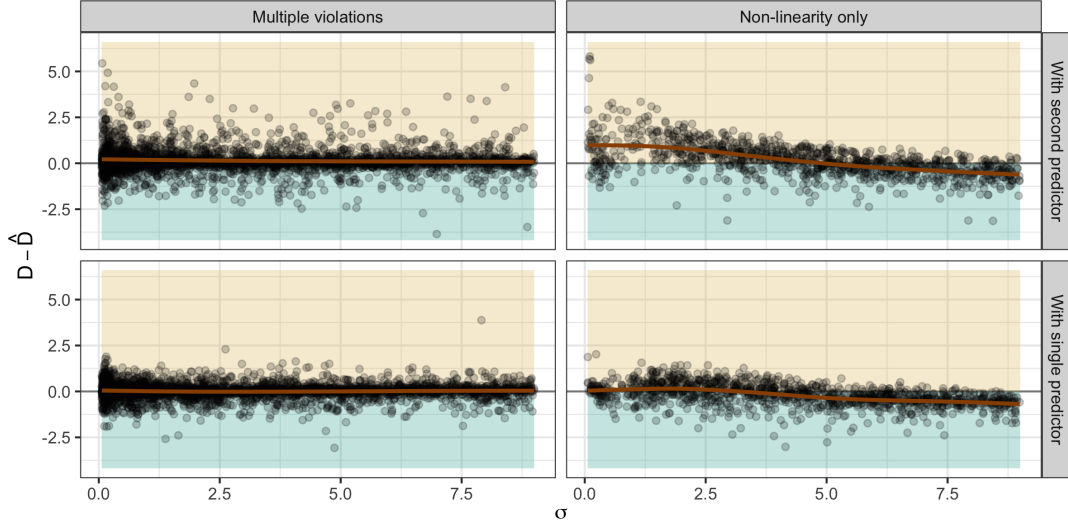 Multiple violations
Non-linearity only
5.0
2.5
0.0
-2.5
With second predictor
D − D̂
5.0
2.5
0.0
-2.5
With single predictor
0.0 2.5 5.0 7.5
0.0 2.5 5.0 7.5
σ